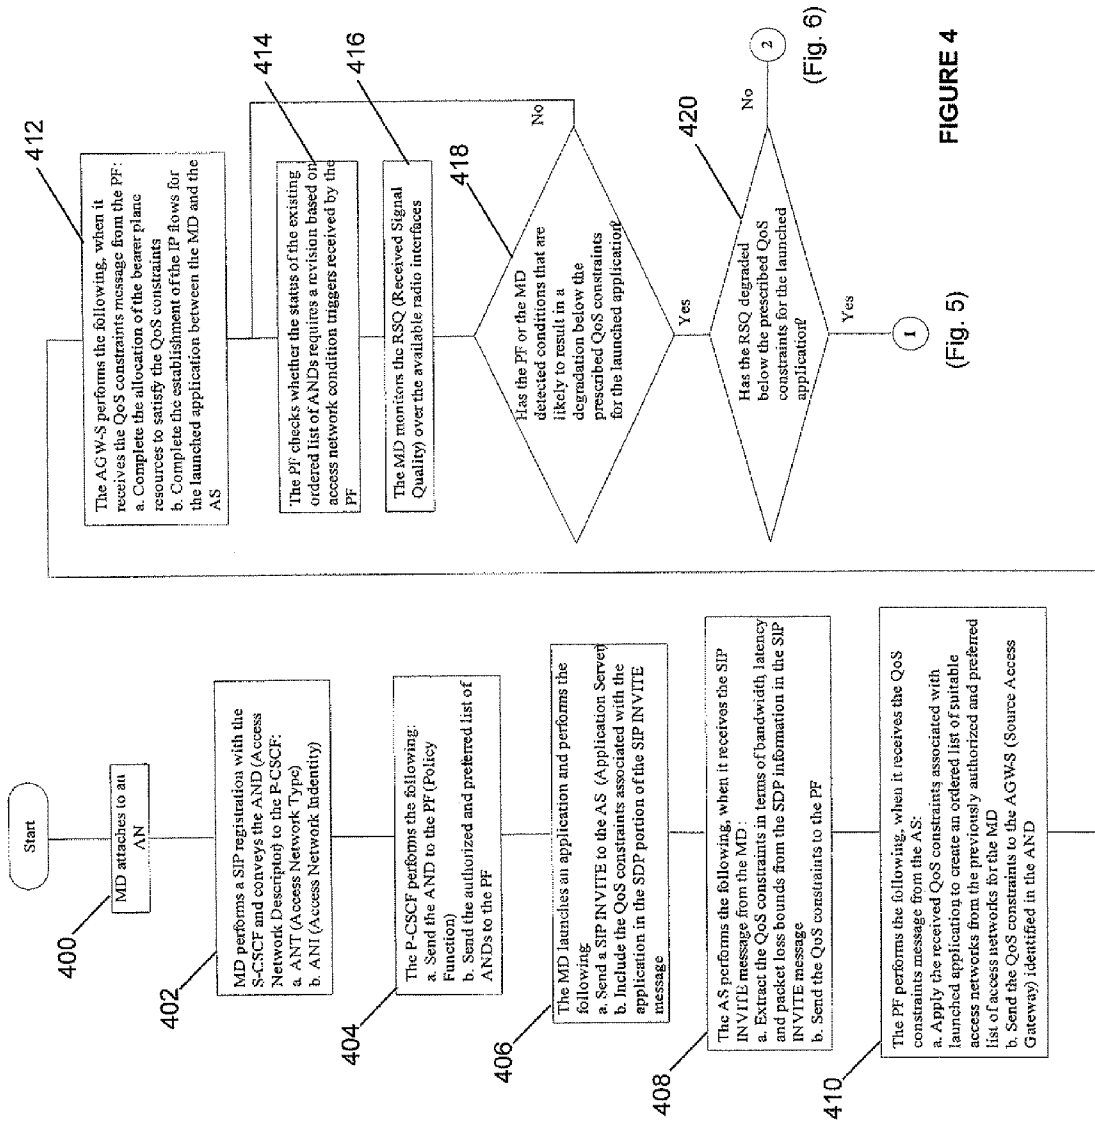 Start
400
MD attaches to an
AN
402
MD performs a SIP registration with the
S-CSCF and conveys the AND (Access
Network Descriptor) to the P-CSCF:
a. ANT (Access Network Type)
b. ANI (Access Network Indentity)
404
The P-CSCF performs the following:
a. Send the AND to the PF (Policy
Function)
b. Send the authorized and preferred list of
ANDs to the PF
406
The MD launches an application and performs the
following:
a. Send a SIP INVITE to the AS (Application Server)
b. Include the QoS constraints associated with the
application in the SDP portion of the SIP INVITE
message
408
The AS performs the following, when it receives the SIP
INVITE message from the MD:
a. Extract the QoS constraints in terms of bandwidth, latency
and packet loss bounds from the SDP information in the SIP
INVITE message
b. Send the QoS constraints to the PF
410
The PF performs the following, when it receives the QoS
constraints message from the AS:
a. Apply the received QoS constraints associated with
launched application, to create an ordered list of suitable
access networks from the previously authorized and preferred
list of access networks for the MD
b. Send the QoS constraints to the AGW-S (Source Access
Gateway) identified in the AND
412
The AGW-S performs the following, when it
receives the QoS constraints message from the PF:
a. Complete the allocation of the bearer plane
resources to satisfy the QoS constraints
b. Complete the establishment of the IP flows for
the launched application between the MD and the
AS
414
The PF checks whether the status of the existing
ordered list of ANDs requires a revision based on
access network condition triggers received by the
PF
416
The MD monitors the RSQ (Received Signal
Quality) over the available radio interfaces
418
Has the PF or the MD
detected conditions that are
likely to result in a
degradation below the
prescribed QoS constraints
for the launched application?
No
Yes
420
Has the RSQ degraded
below the prescribed QoS
constraints for the launched
application?
No
2
(Fig. 6)
Yes
1
(Fig. 5)
FIGURE 4